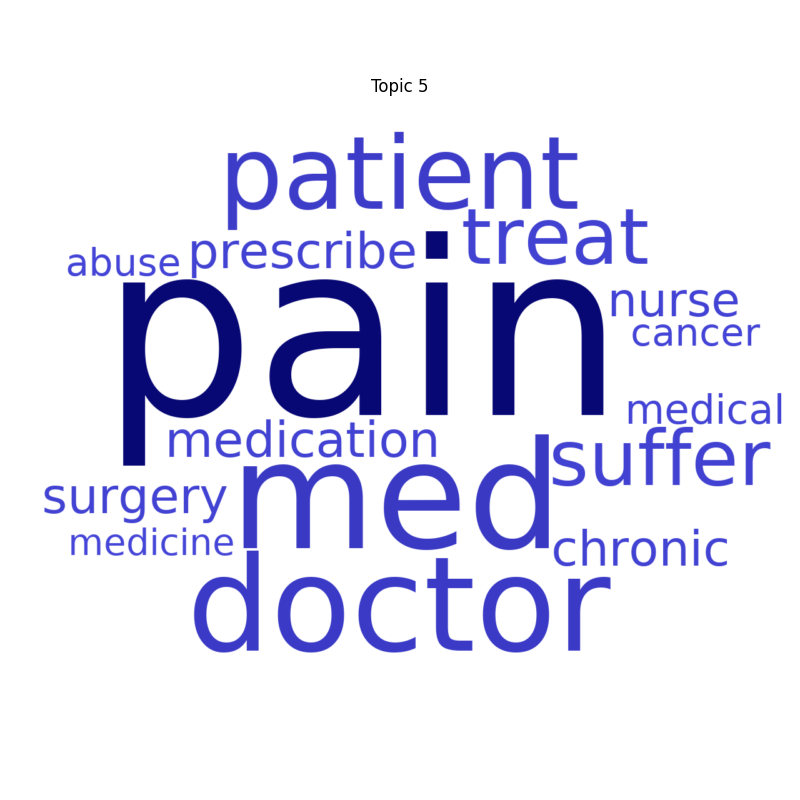 Topic 5
patient
treat
abuse prescribe
pain
nurse
cancer
medical
medication
med
suffer
surgery
medicine
chronic
doctor